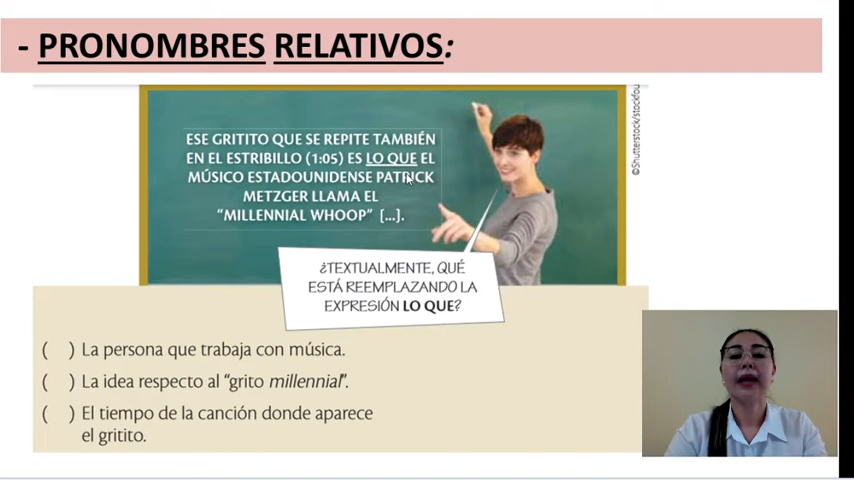 - PRONOMBRES RELATIVOS:
ESE GRITITO QUE SE REPITE TAMBIÉN
EN EL ESTRIBILLO (1:05) ES LO QUE EL
MÚSICO ESTADOUNIDENSE PATRICK
METZGER LLAMA EL
“MILLENNIAL WHOOP” [...].
©Shutterstock/stockfou
¿TEXTUALMENTE, QUÉ
ESTÁ REEMPLAZANDO LA
EXPRESIÓN LO QUE?
( ) La persona que trabaja con música.
( ) La idea respecto al “grito millennial”.
( ) El tiempo de la canción donde aparece
el gritito.